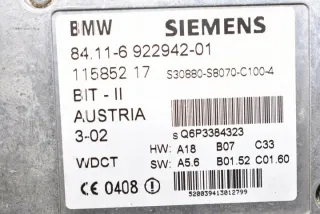 BMW SIEMENS
84.11-6 922942-01
115852 17 S30880-S8070-C100-4
BIT - II
AUSTRIA
3-02 S Q6P3384323
HW: A18 B07 C33
WDCT SW: A5.6 B01.52 C01.60
CE 0408 !
520039413012799